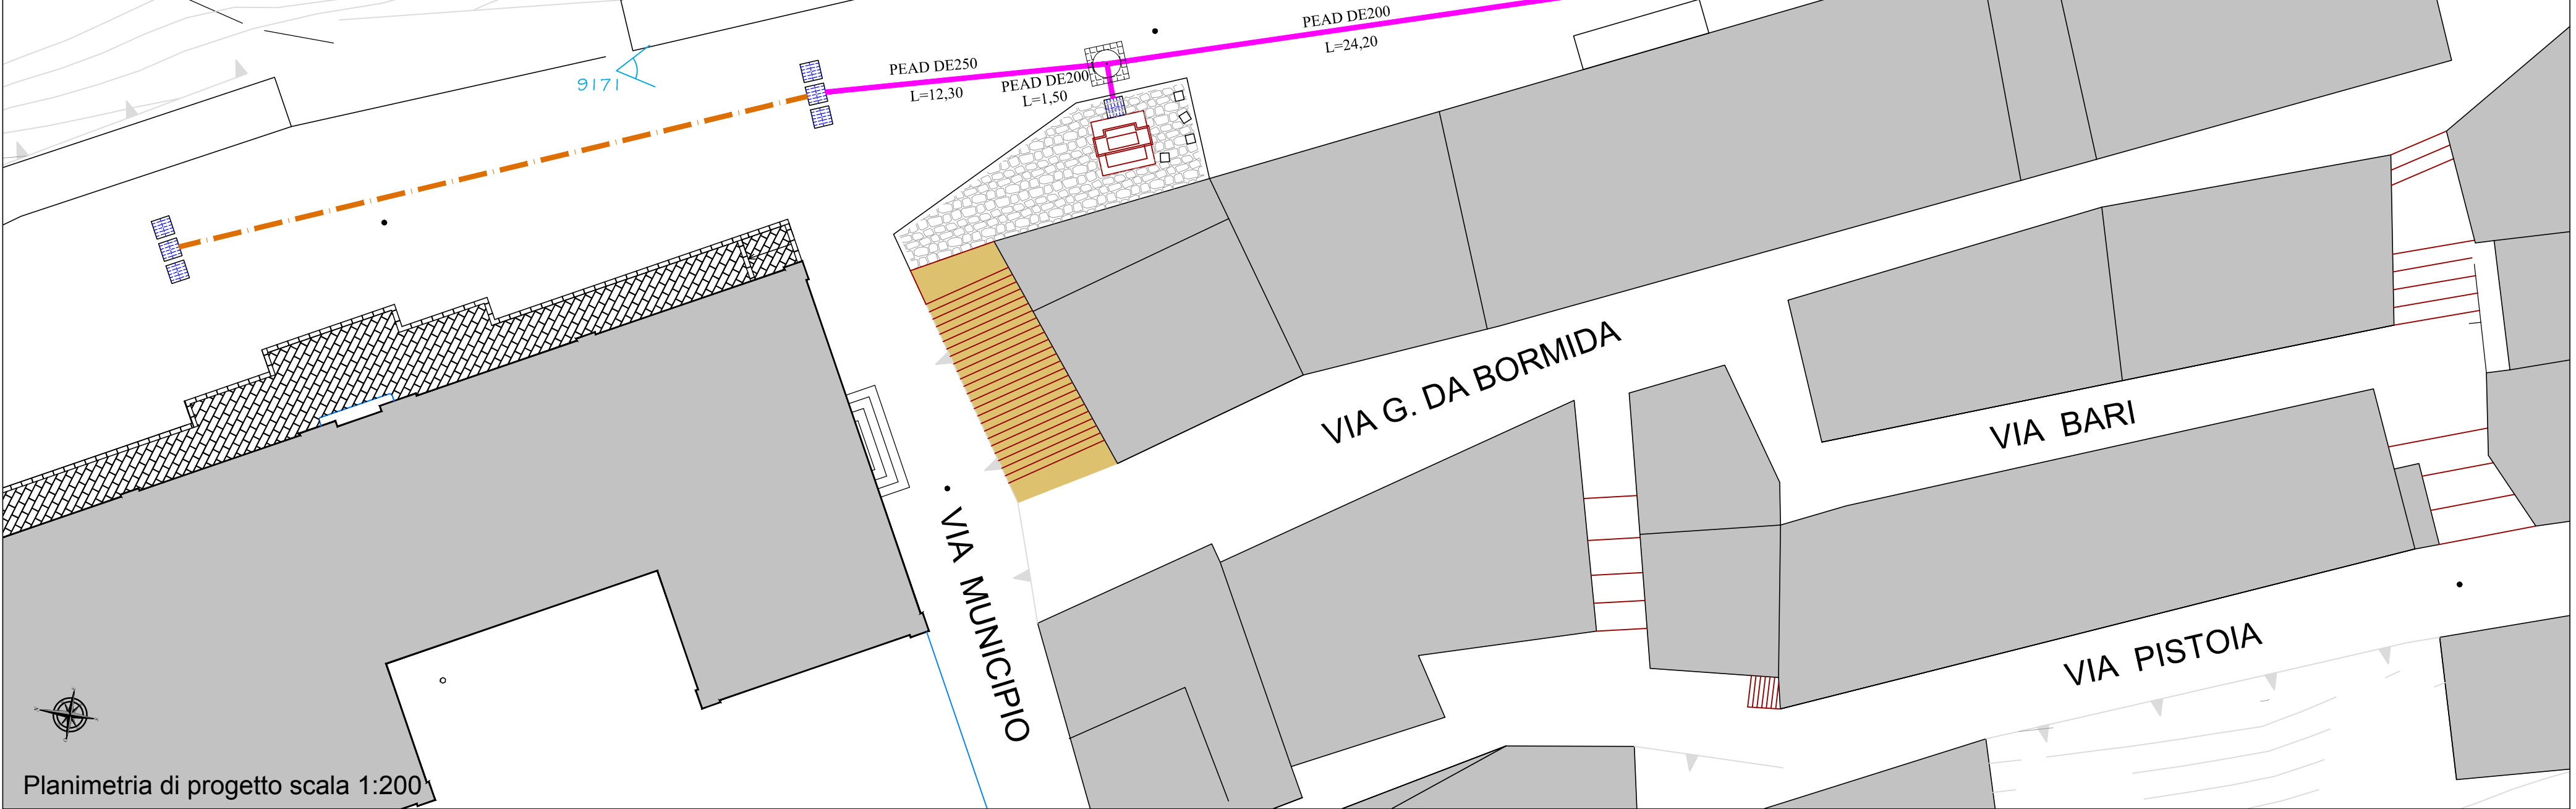 PEAD DE200
L=24,20
PEAD DE250
L=12,30
PEAD DE200
L=1,50
9171
VIA G. DA BORMIDA
VIA BARI
VIA MUNICIPIO
VIA PISTOIA
Planimetria di progetto scala 1:200